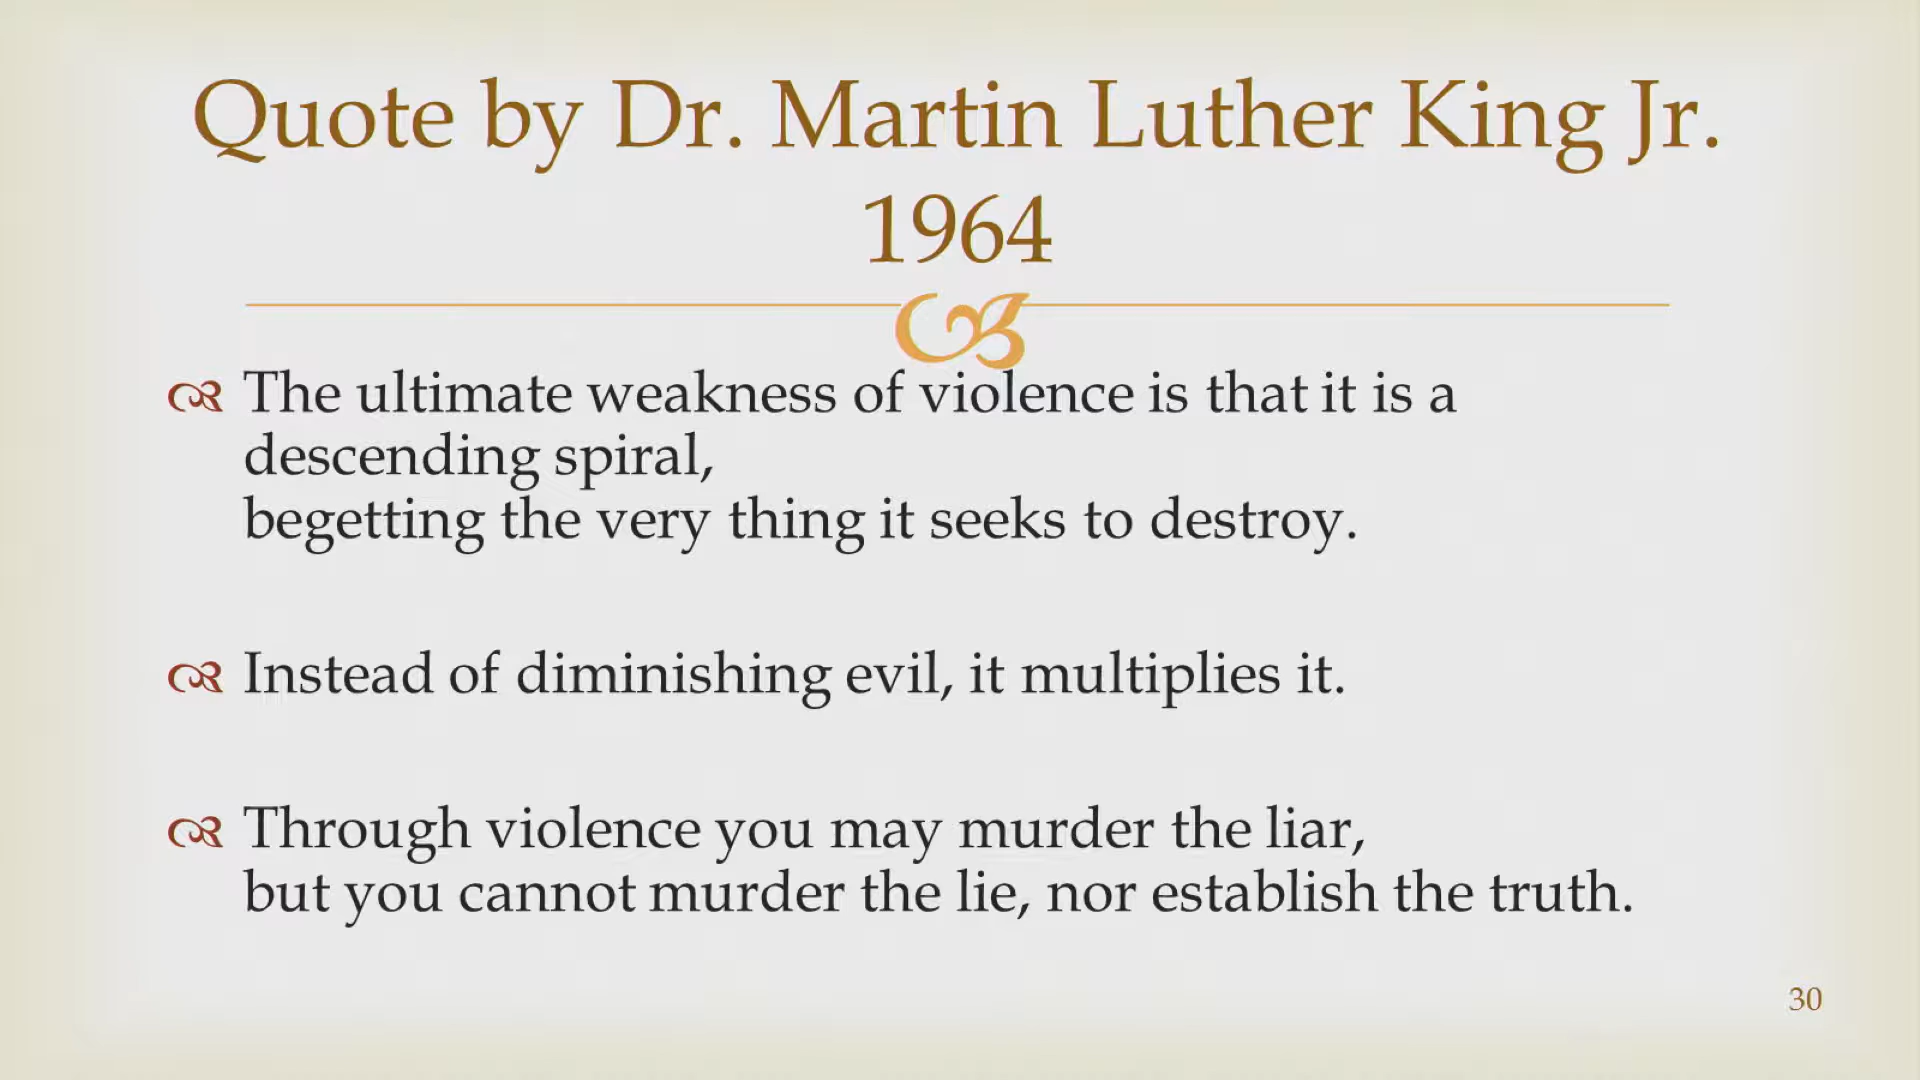 Quote by Dr. Martin Luther King Jr.
1964
The ultimate weakness of violence is that it is a
descending spiral,
begetting the very thing it seeks to destroy.
Instead of diminishing evil, it multiplies it.
Through violence you may murder the liar,
but you cannot murder the lie, nor establish the truth.
30